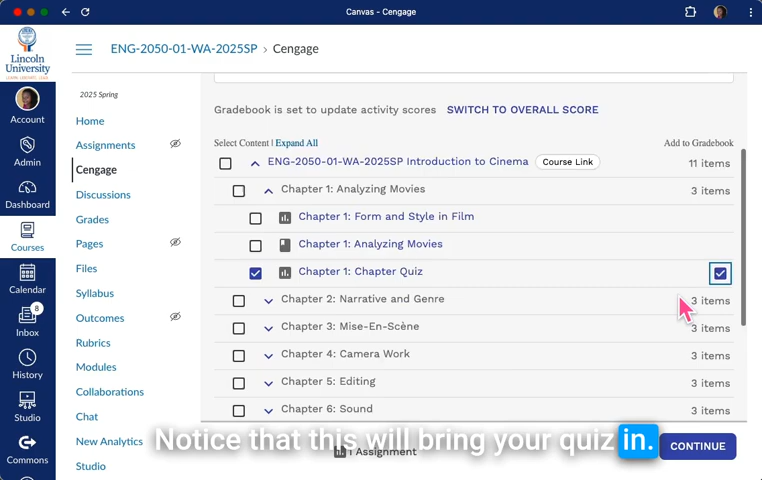 Canvas - Cengage
Lincoln
University
ENG-2050-01-WA-2025SP › Cengage
2025 Spring
Account
Admin
Dashboard
Courses
Calendar
8
Inbox
History
Studio
Commons
Home
Assignments
Cengage
Discussions
Grades
Pages
Files
Syllabus
Outcomes
Rubrics
Modules
Collaborations
Chat
New Analytics
Studio
Gradebook is set to update activity scores SWITCH TO OVERALL SCORE
Select Content | Expand All Add to Gradebook
ENG-2050-01-WA-2025SP Introduction to Cinema Course Link 11 items
Chapter 1: Analyzing Movies 3 items
Chapter 1: Form and Style in Film
Chapter 1: Analyzing Movies
Chapter 1: Chapter Quiz
Chapter 2: Narrative and Genre 3 items
Chapter 3: Mise-En-Scène 3 items
Chapter 4: Camera Work 3 items
Chapter 5: Editing 3 items
Chapter 6: Sound 3 items
Notice that this will bring your quiz in.
1 Assignment
CONTINUE